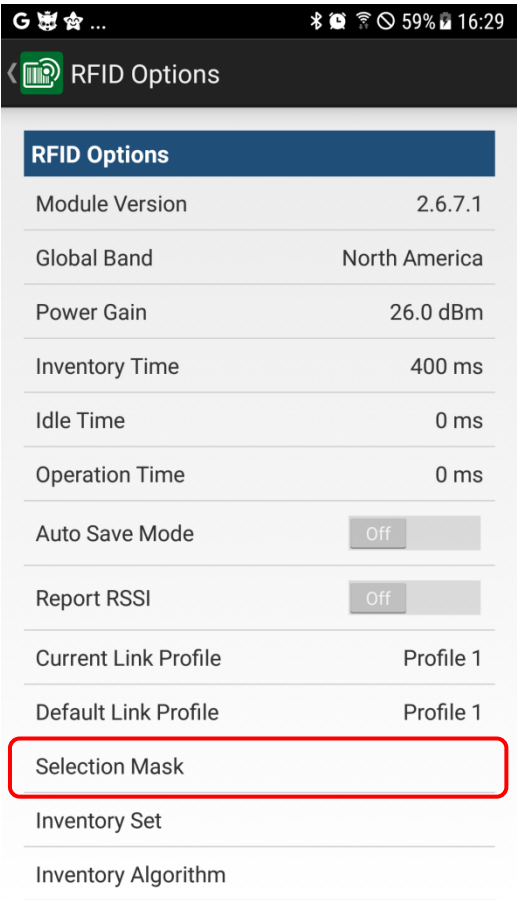 G ... 59% 16:29
RFID Options
RFID Options
Module Version 2.6.7.1
Global Band North America
Power Gain 26.0 dBm
Inventory Time 400 ms
Idle Time 0 ms
Operation Time 0 ms
Auto Save Mode Off
Report RSSI Off
Current Link Profile Profile 1
Default Link Profile Profile 1
Selection Mask
Inventory Set
Inventory Algorithm